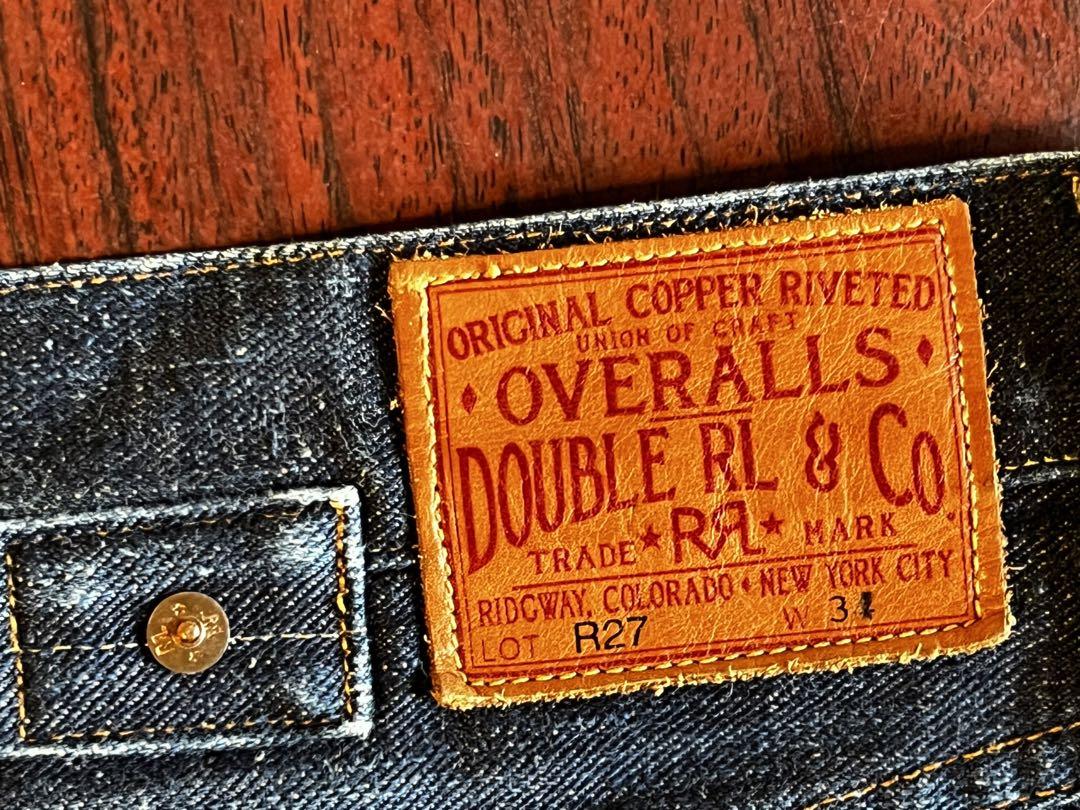 ORIGINAL COPPER RIVETED
UNION OF CRAFT
OVERALLS
DOUBLE RL & CO.
TRADE ★ RRL ★ MARK
RIDGWAY, COLORADO • NEW YORK CITY
LOT R27 W 31